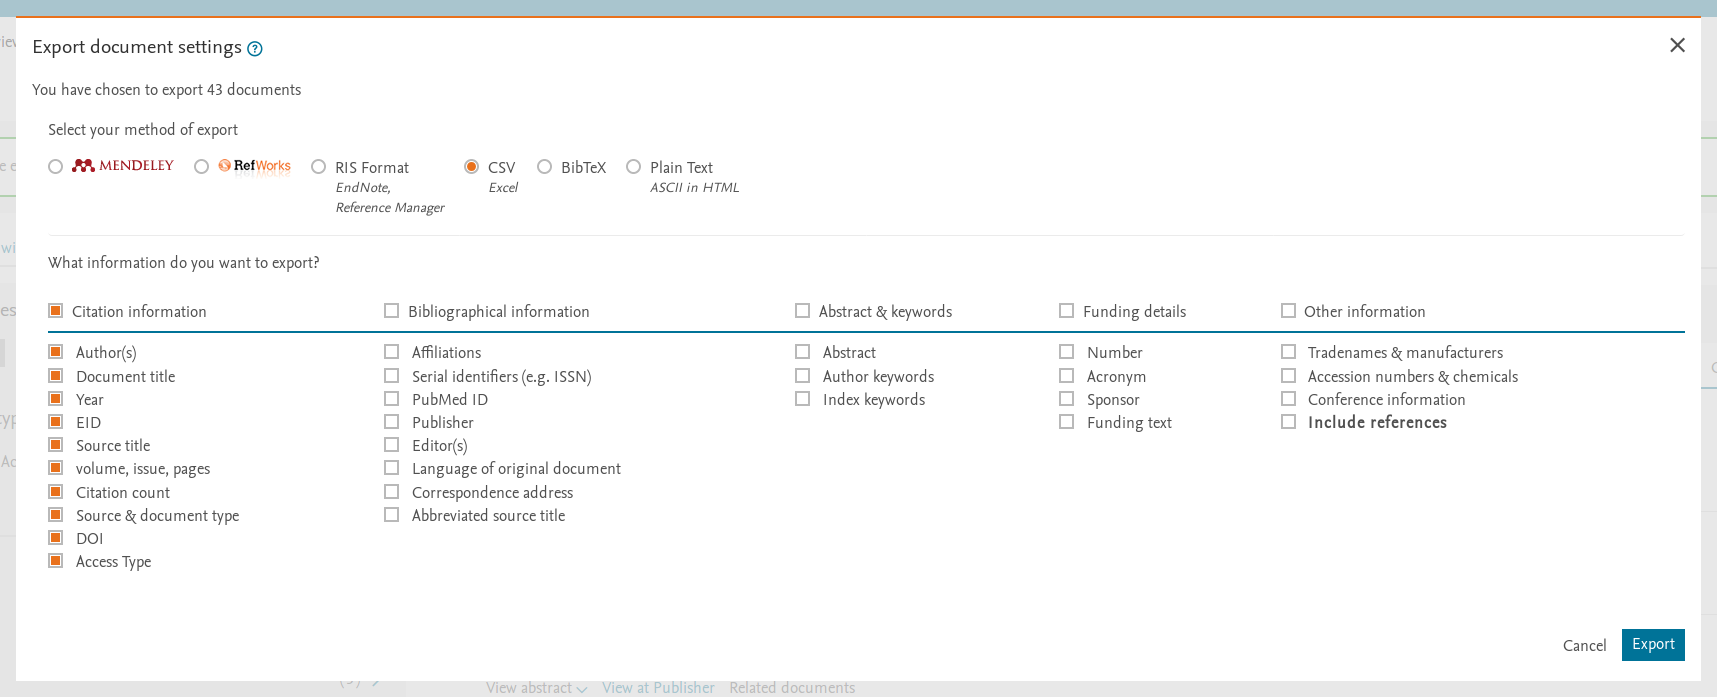 Export document settings ?
You have chosen to export 43 documents
Select your method of export
MENDELEY RefWorks RIS Format CSV BibTeX Plain Text
EndNote, Excel ASCII in HTML
Reference Manager
What information do you want to export?
Citation information Bibliographical information Abstract & keywords Funding details Other information
Author(s) Affiliations Abstract Number Tradenames & manufacturers
Document title Serial identifiers (e.g. ISSN) Author keywords Acronym Accession numbers & chemicals
Year PubMed ID Index keywords Sponsor Conference information
EID Publisher Funding text Include references
Source title Editor(s)
volume, issue, pages Language of original document
Citation count Correspondence address
Source & document type Abbreviated source title
DOI
Access Type
Cancel Export
View abstract View at Publisher Related documents